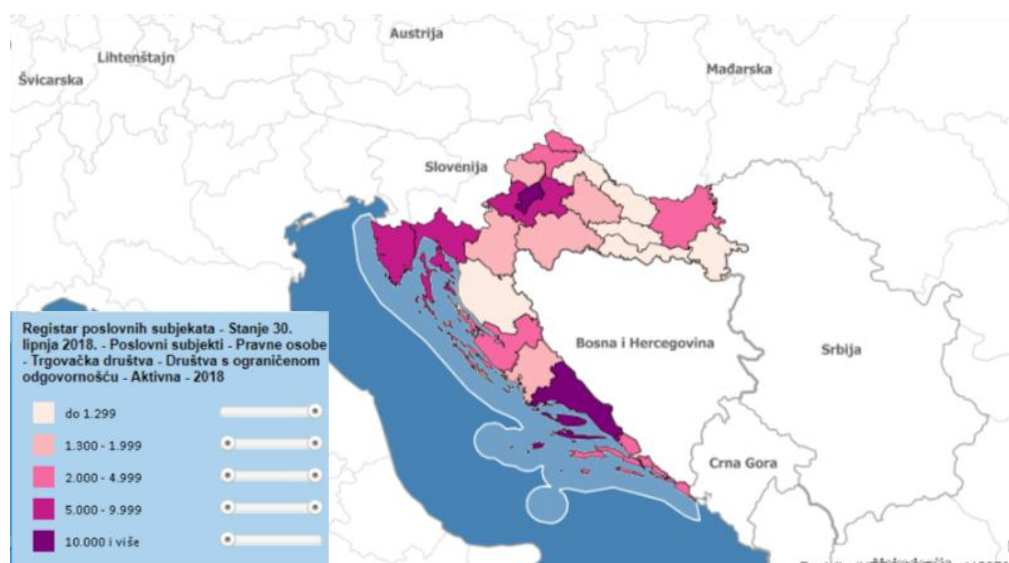 Austrija
Lihtenštajn
Švicarska
Mađarska
Slovenija
Bosna i Hercegovina
Srbija
Crna Gora
Registar poslovnih subjekata - Stanje 30.
lipnja 2018. - Poslovni subjekti - Pravne osobe
- Trgovačka društva - Društva s ograničenom
odgovornošću - Aktivna - 2018
do 1.299
1.300 - 1.999
2.000 - 4.999
5.000 - 9.999
10.000 i više